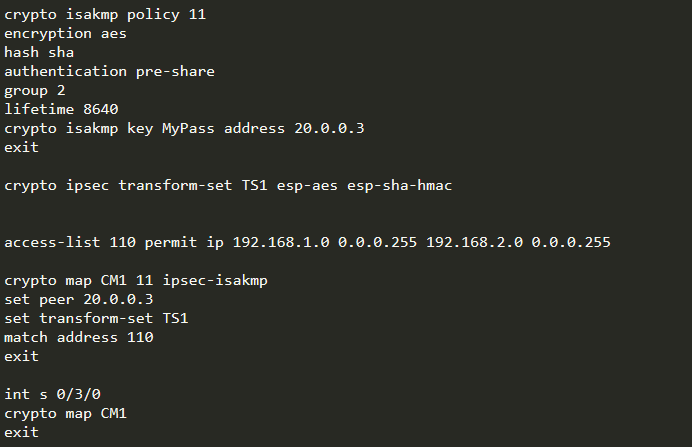 crypto isakmp policy 11
encryption aes
hash sha
authentication pre-share
group 2
lifetime 8640
crypto isakmp key MyPass address 20.0.0.3
exit
crypto ipsec transform-set TS1 esp-aes esp-sha-hmac
access-list 110 permit ip 192.168.1.0 0.0.0.255 192.168.2.0 0.0.0.255
crypto map CM1 11 ipsec-isakmp
set peer 20.0.0.3
set transform-set TS1
match address 110
exit
int s 0/3/0
crypto map CM1
exit